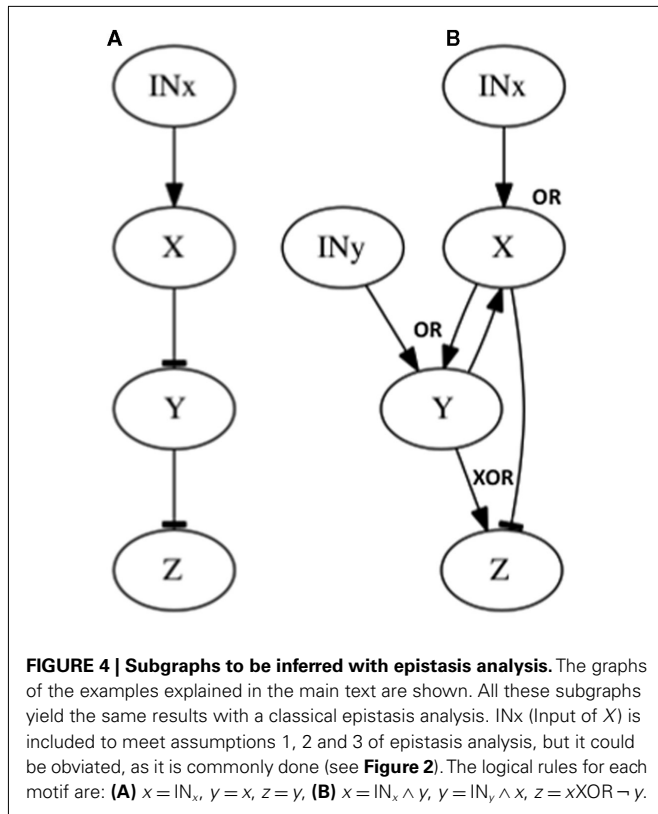 A
B
INx
INx
OR
X
INy
X
OR
Y
Y
XOR
Z
Z
FIGURE 4 | Subgraphs to be inferred with epistasis analysis. The graphs
of the examples explained in the main text are shown. All these subgraphs
yield the same results with a classical epistasis analysis. INx (Input of X) is
included to meet assumptions 1, 2 and 3 of epistasis analysis, but it could
be obviated, as it is commonly done (see Figure 2). The logical rules for each
motif are: (A) x = INₓ, y = x, z = y, (B) x = INₓ ∧ y, y = IN_y ∧ x, z = xXOR ¬ y.